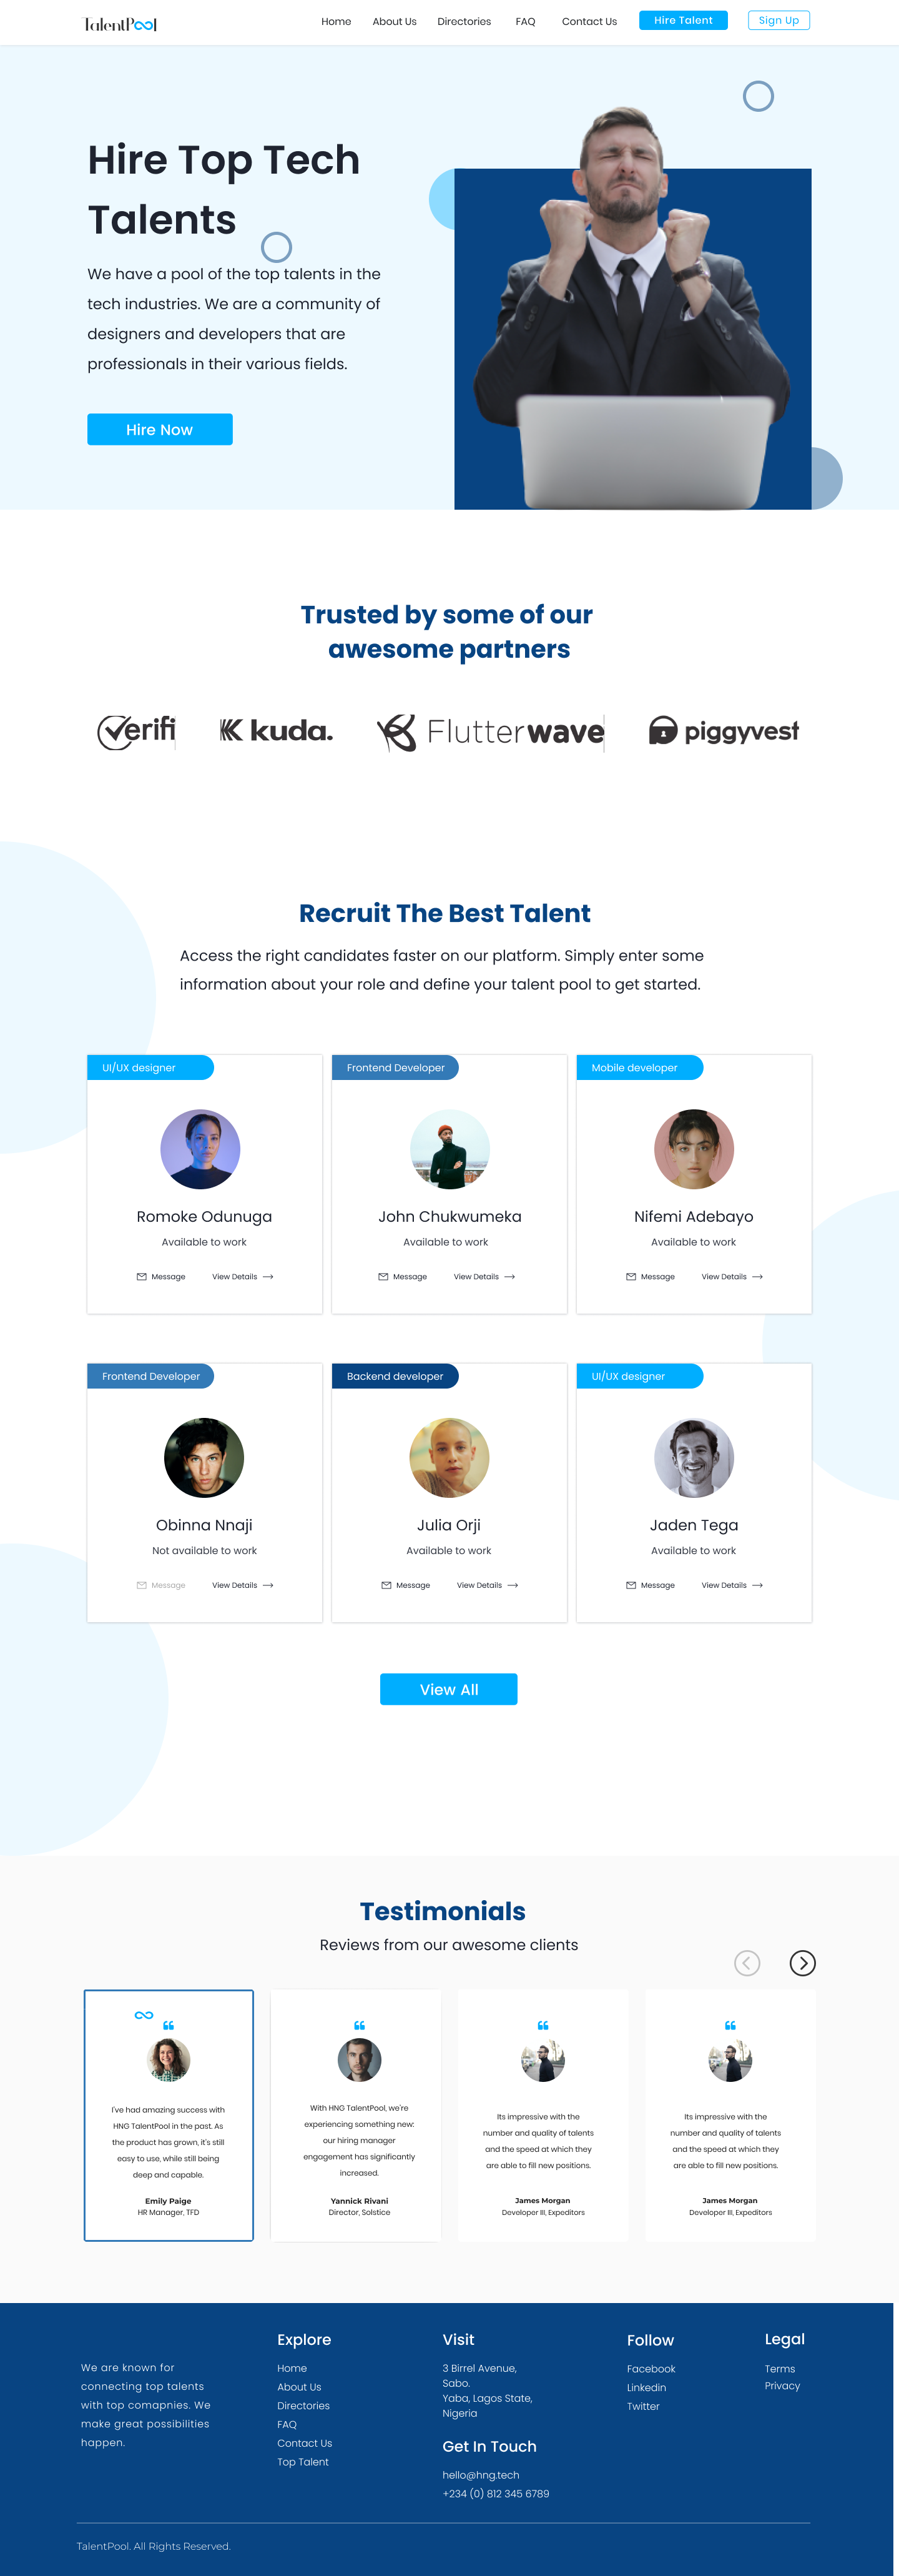 TalentPool
Home About Us Directories FAQ Contact Us Hire Talent Sign Up
Hire Top Tech
Talents
We have a pool of the top talents in the
tech industries. We are a community of
designers and developers that are
professionals in their various fields.
Hire Now
Trusted by some of our
awesome partners
Verifi kuda. Flutterwave piggyvest
Recruit The Best Talent
Access the right candidates faster on our platform. Simply enter some
information about your role and define your talent pool to get started.
UI/UX designer
Romoke Odunuga
Available to work
Message View Details
Frontend Developer
John Chukwumeka
Available to work
Message View Details
Mobile developer
Nifemi Adebayo
Available to work
Message View Details
Frontend Developer
Obinna Nnaji
Not available to work
Message View Details
Backend developer
Julia Orji
Available to work
Message View Details
UI/UX designer
Jaden Tega
Available to work
Message View Details
View All
Testimonials
Reviews from our awesome clients
I've had amazing success with
HNG TalentPool in the past. As
the product has grown, it's still
easy to use, while still being
deep and capable.
Emily Paige
HR Manager, TFD
With HNG TalentPool, we're
experiencing something new:
our hiring manager
engagement has significantly
increased.
Yannick Rivani
Director, Solstice
Its impressive with the
number and quality of talents
and the speed at which they
are able to fill new positions.
James Morgan
Developer III, Expeditors
Its impressive with the
number and quality of talents
and the speed at which they
are able to fill new positions.
James Morgan
Developer III, Expeditors
We are known for
connecting top talents
with top comapnies. We
make great possibilities
happen.
Explore
Home
About Us
Directories
FAQ
Contact Us
Top Talent
Visit
3 Birrel Avenue,
Sabo.
Yaba, Lagos State,
Nigeria
Get In Touch
hello@hng.tech
+234 (0) 812 345 6789
Follow
Facebook
Linkedin
Twitter
Legal
Terms
Privacy
TalentPool. All Rights Reserved.